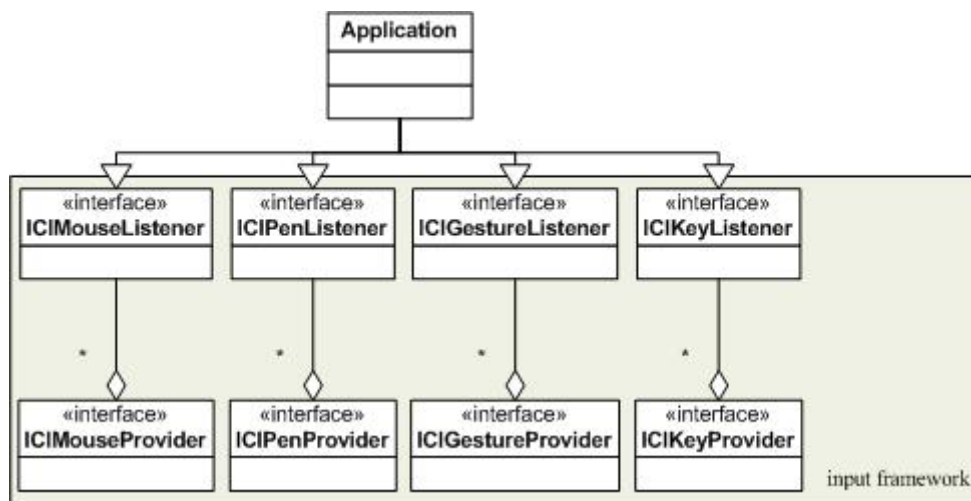 Application
«interface» «interface» «interface» «interface»
ICIMouseListener ICIPenListener ICIGestureListener ICIKeyListener
* * * *
«interface» «interface» «interface» «interface»
ICIMouseProvider ICIPenProvider ICIGestureProvider ICIKeyProvider
input framework